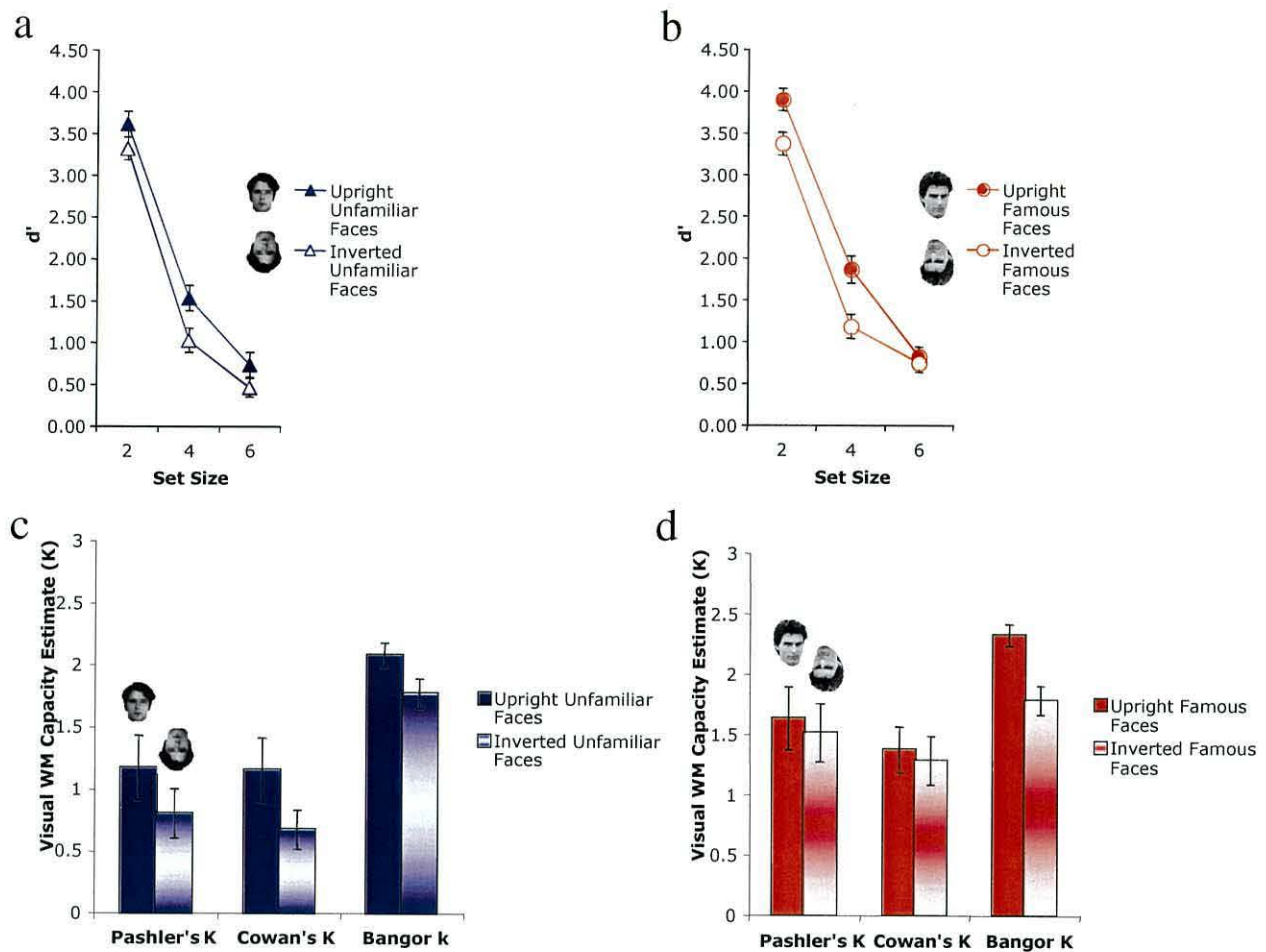 a
4.50
4.00
3.50
3.00
2.50
2.00
1.50
1.00
0.50
0.00
d'
2
4
6
Set Size
Upright
Unfamiliar
Faces
Inverted
Unfamiliar
Faces
b
4.50
4.00
3.50
3.00
2.50
2.00
1.50
1.00
0.50
0.00
d'
2
4
6
Set Size
Upright
Famous
Faces
Inverted
Famous
Faces
c
3
2.5
2
1.5
1
0.5
0
Visual WM Capacity Estimate (K)
Pashler's K
Cowan's K
Bangor k
Upright Unfamiliar
Faces
Inverted Unfamiliar
Faces
d
3
2.5
2
1.5
1
0.5
0
Visual WM Capacity Estimate (K)
Pashler's K
Cowan's K
Bangor K
Upright Famous
Faces
Inverted Famous
Faces